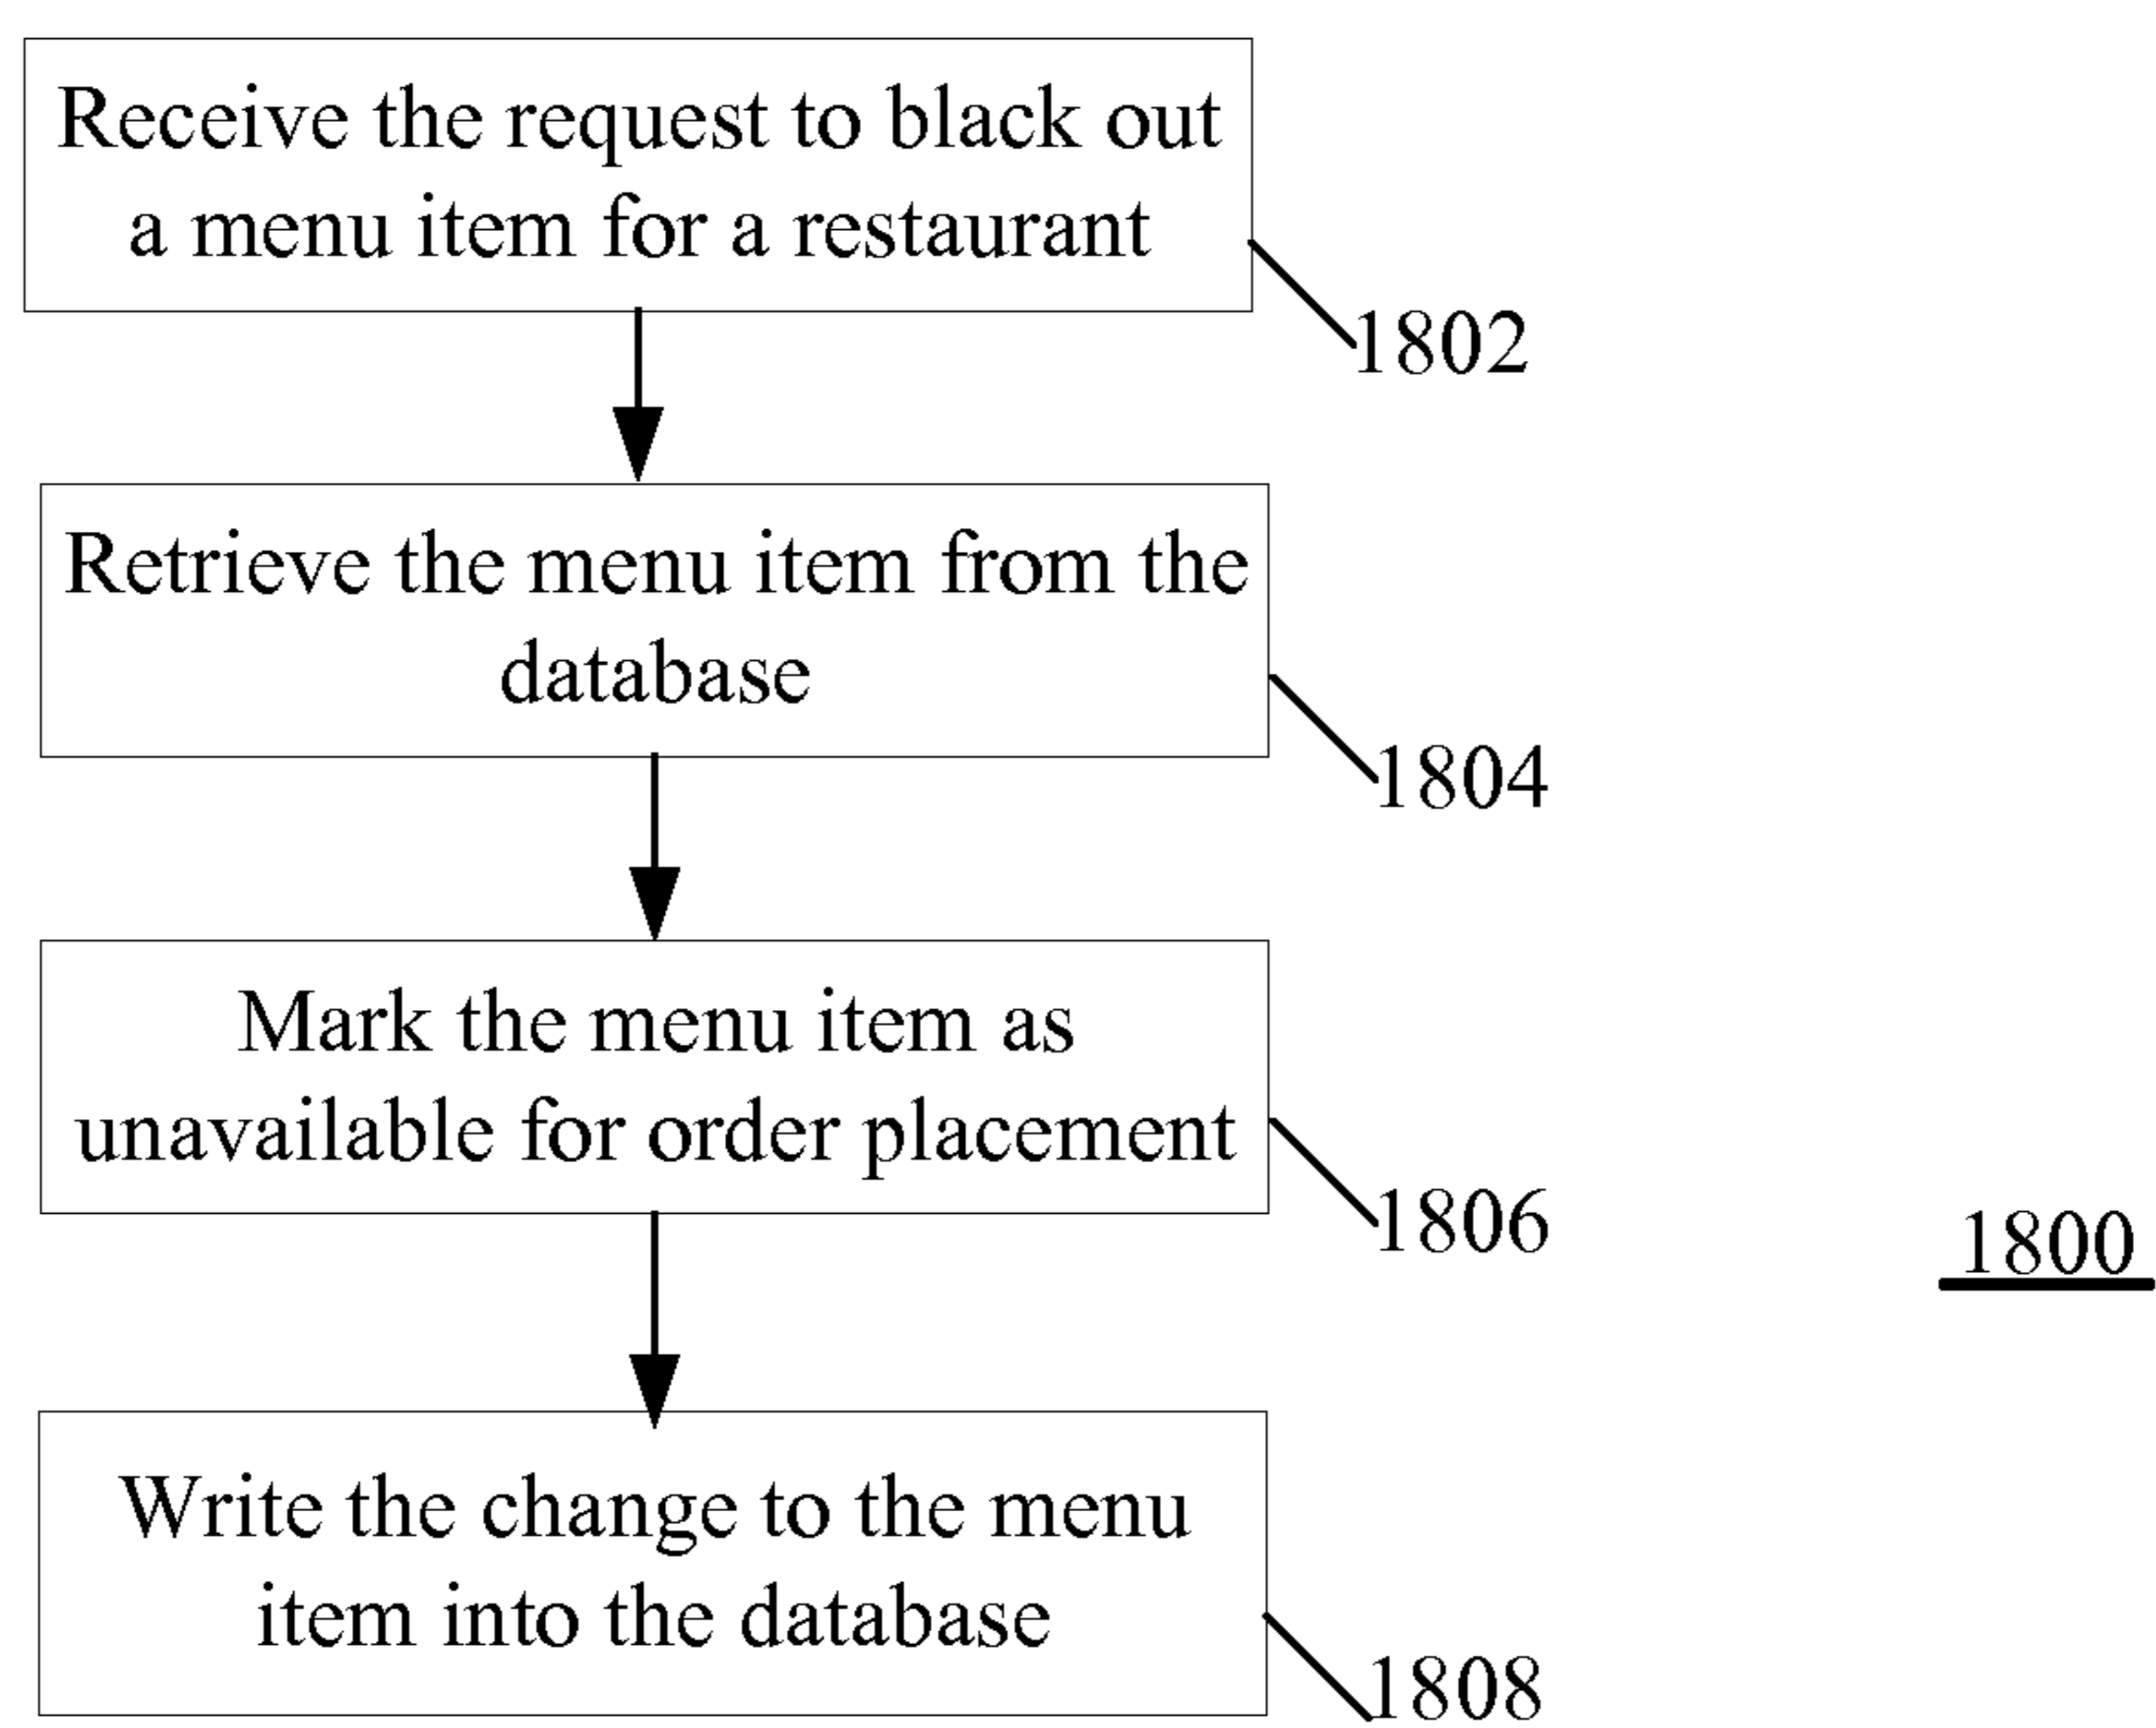 Receive the request to black out
a menu item for a restaurant
1802
Retrieve the menu item from the
database
1804
Mark the menu item as
unavailable for order placement
1806
1800
Write the change to the menu
item into the database
1808